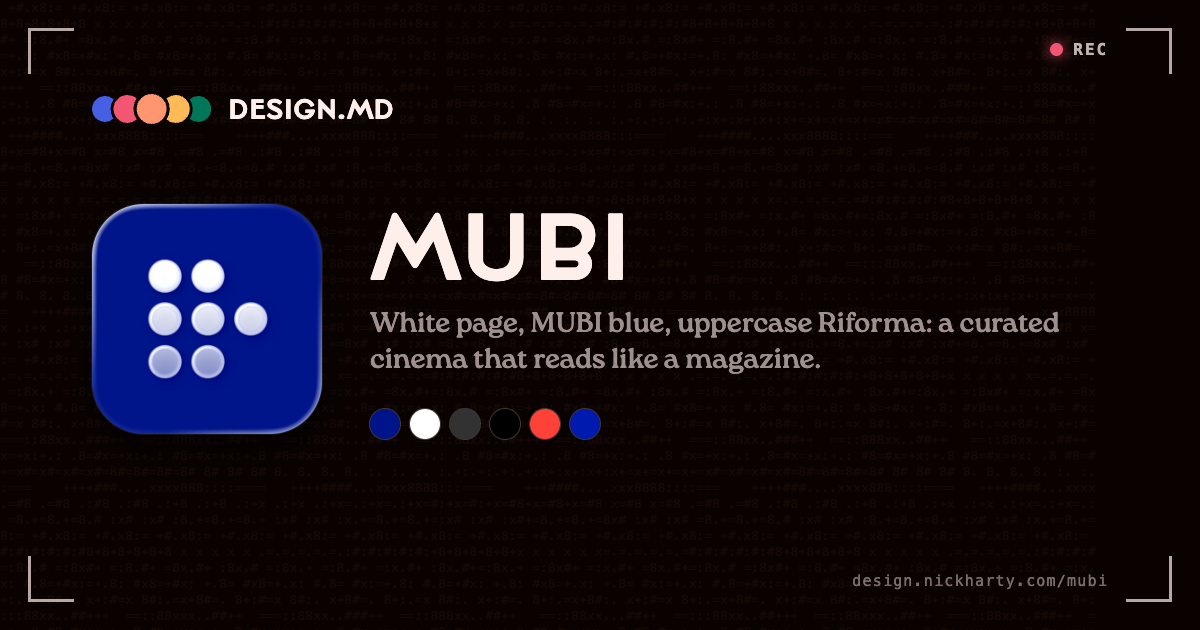 REC
DESIGN.MD
MUBI
White page, MUBI blue, uppercase Riforma: a curated
cinema that reads like a magazine.
design.nickharty.com/mubi